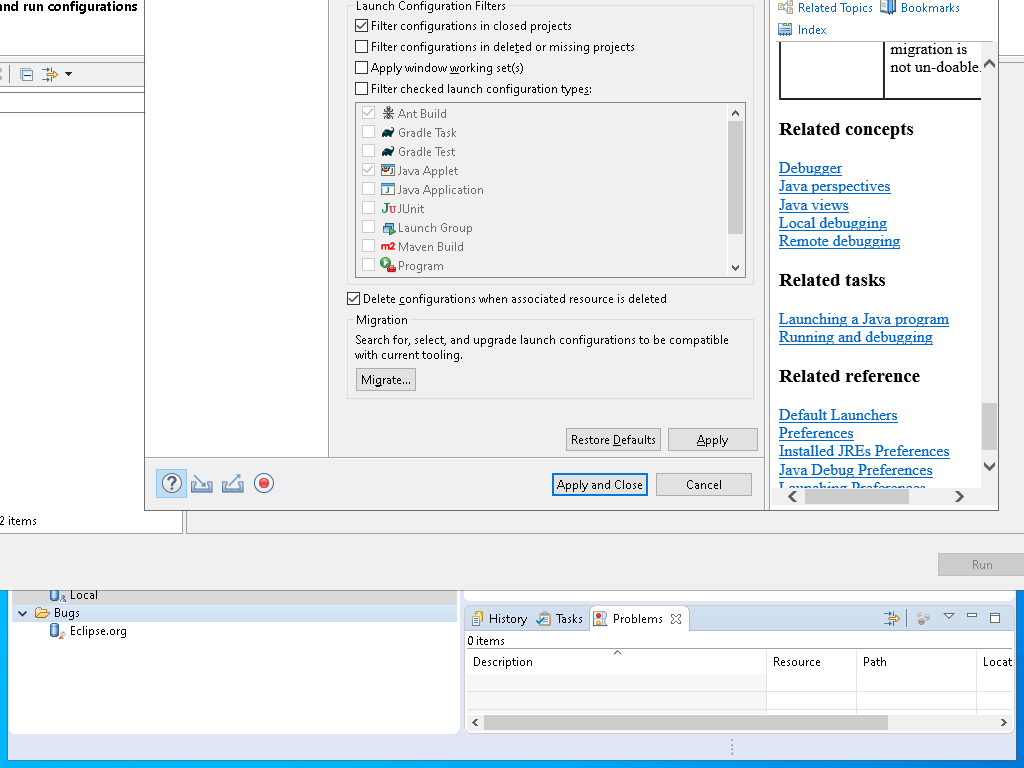 and run configurations
2 items
Launch Configuration Filters
Filter configurations in closed projects
Filter configurations in deleted or missing projects
Apply window working set(s)
Filter checked launch configuration types:
Ant Build
Gradle Task
Gradle Test
Java Applet
Java Application
JUnit
Launch Group
Maven Build
Program
Delete configurations when associated resource is deleted
Migration
Search for, select, and upgrade launch configurations to be compatible
with current tooling.
Migrate...
Restore Defaults
Apply
Apply and Close
Cancel
Related Topics
Bookmarks
Index
migration is
not un-doable.
Related concepts
Debugger
Java perspectives
Java views
Local debugging
Remote debugging
Related tasks
Launching a Java program
Running and debugging
Related reference
Default Launchers
Preferences
Installed JREs Preferences
Java Debug Preferences
Launching Preferences
Run
Local
Bugs
Eclipse.org
History
Tasks
Problems
0 items
Description
Resource
Path
Locat